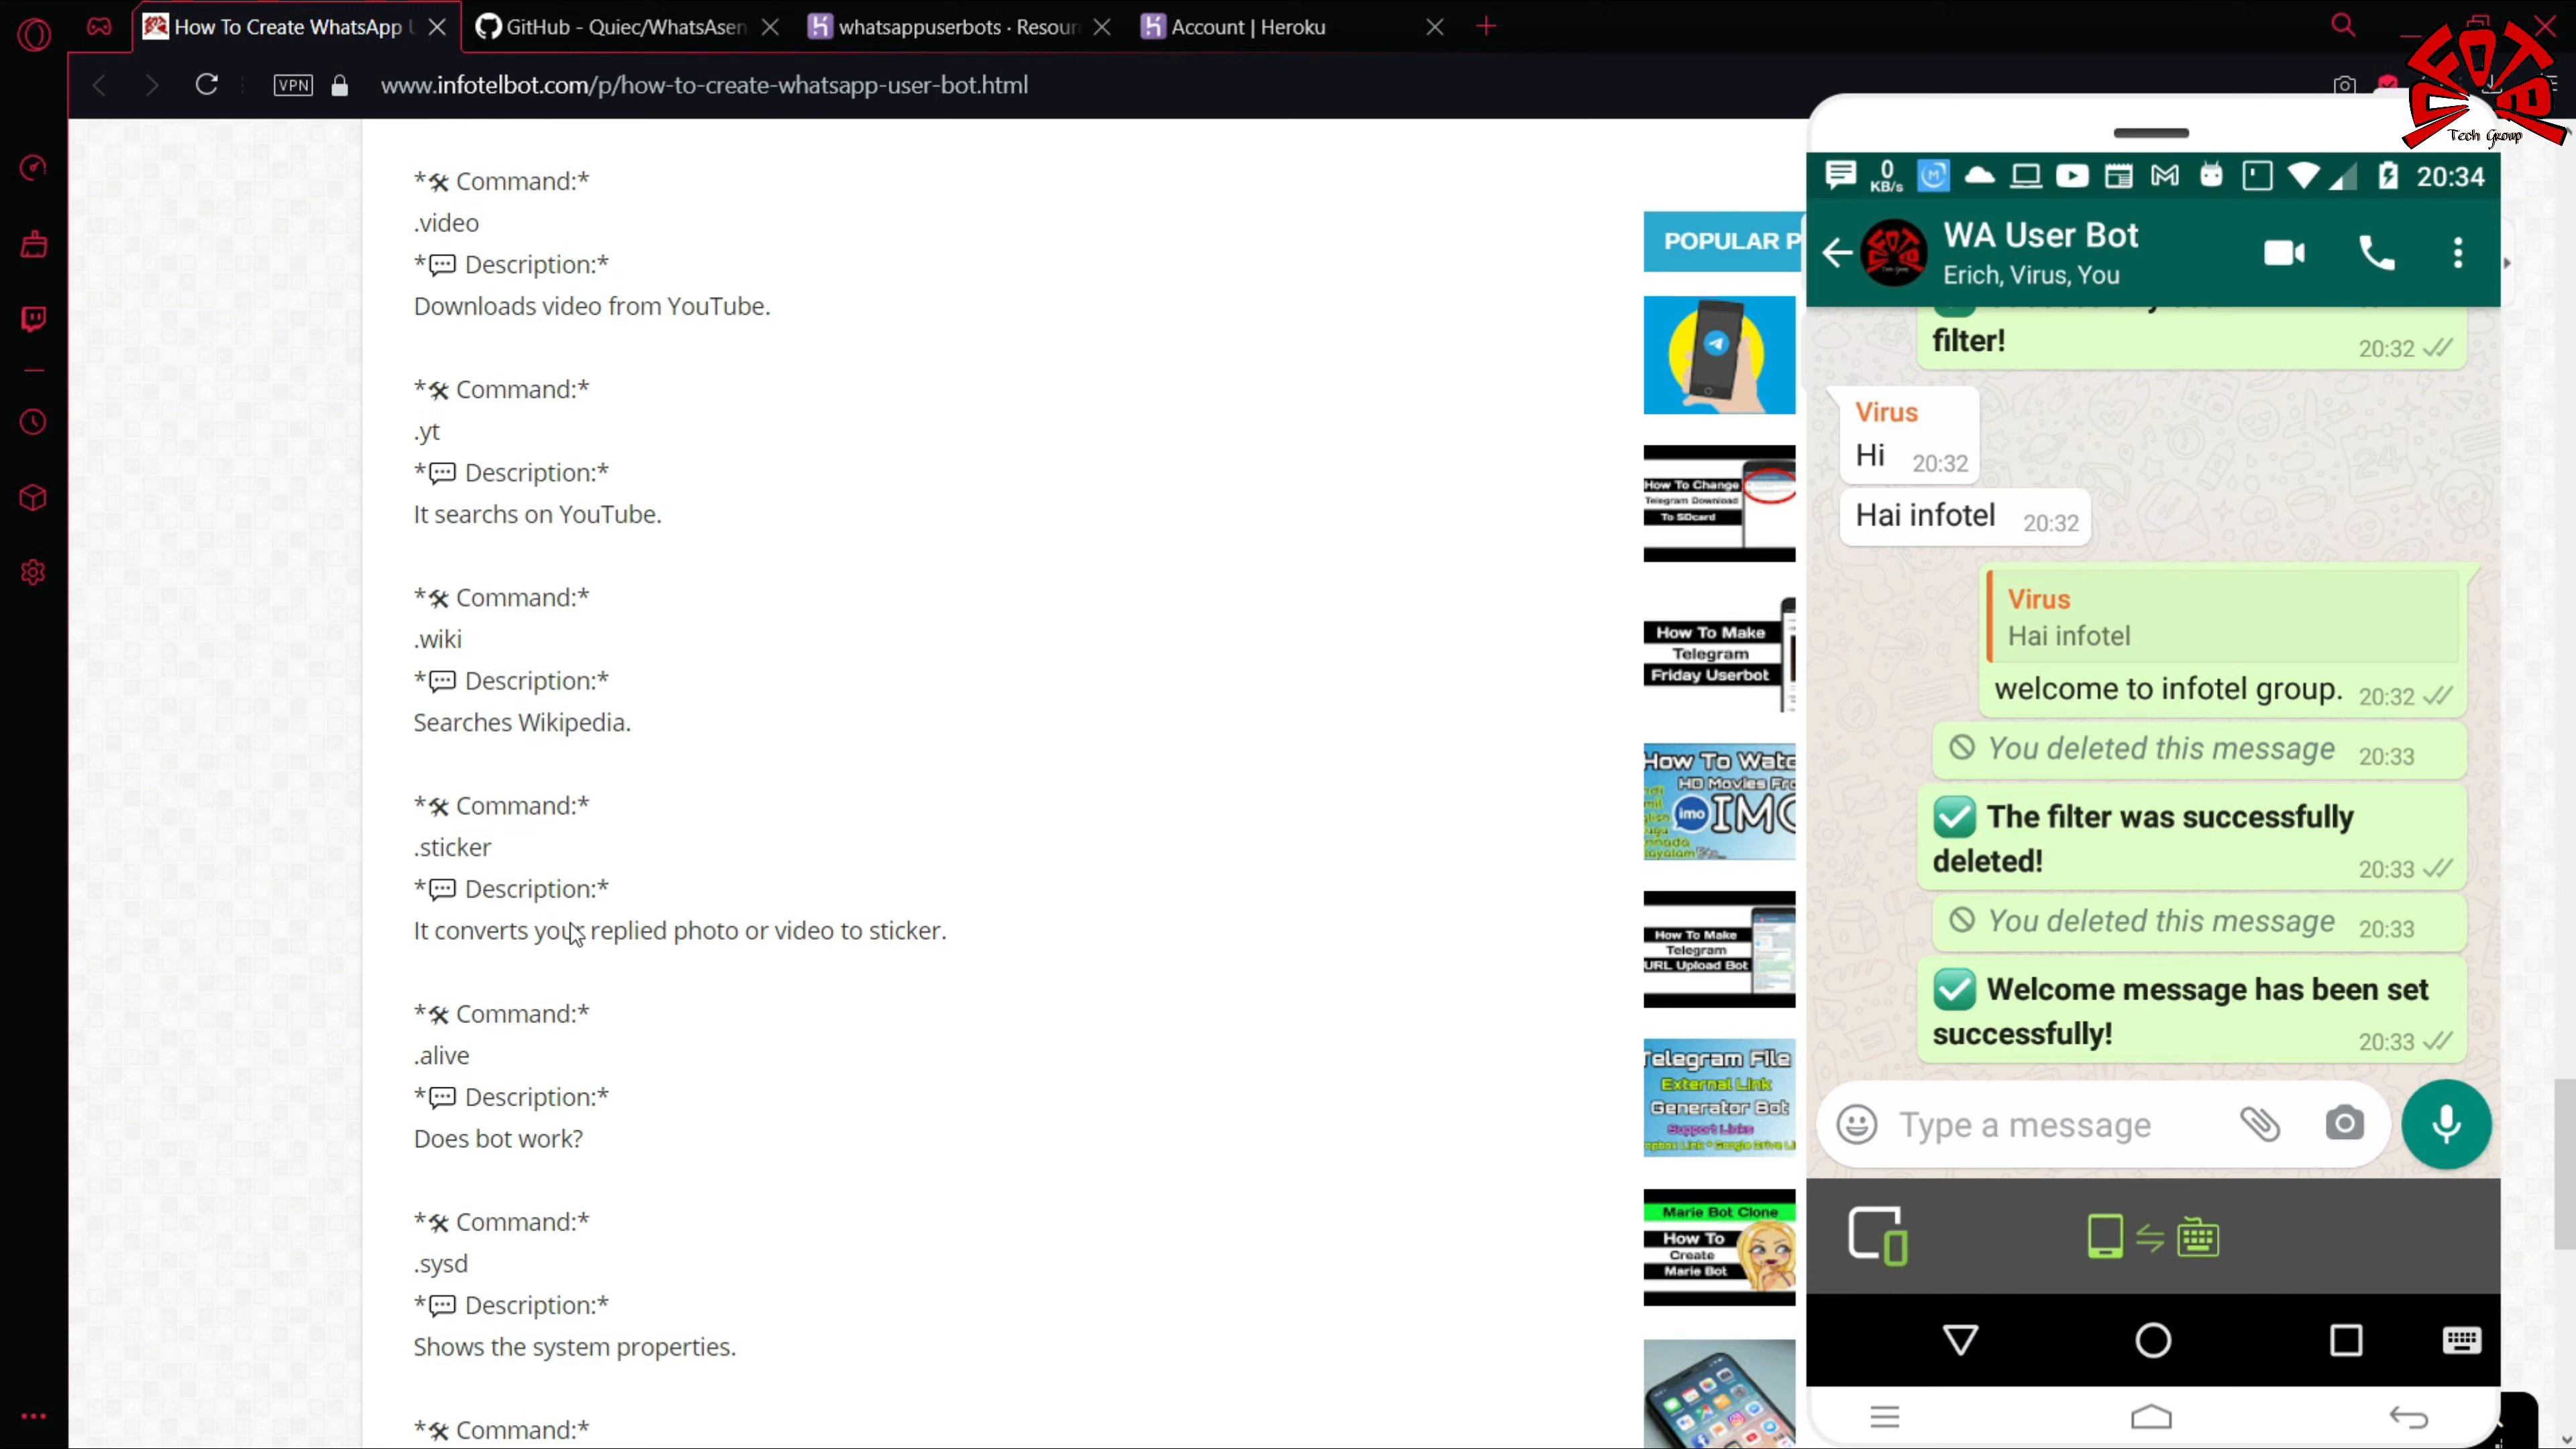 How To Create WhatsApp U
GitHub - Quiec/WhatsAsen
whatsappuserbots · Resour
Account | Heroku
VPN
www.infotelbot.com/p/how-to-create-whatsapp-user-bot.html
Tech Group
*🛠 Command:*
.video
*💬 Description:*
Downloads video from YouTube.
*🛠 Command:*
.yt
*💬 Description:*
It searchs on YouTube.
*🛠 Command:*
.wiki
*💬 Description:*
Searches Wikipedia.
*🛠 Command:*
.sticker
*💬 Description:*
It converts your replied photo or video to sticker.
*🛠 Command:*
.alive
*💬 Description:*
Does bot work?
*🛠 Command:*
.sysd
*💬 Description:*
Shows the system properties.
*🛠 Command:*
POPULAR P
How To Change
Telegram Download
To SDcard
How To Make
Telegram
Friday Userbot
How To Watc
HD Movies Fro
imo IMO
How To Make
Telegram
URL Upload Bot
Telegram File
External Link
Generator Bot
Support Links
Marie Bot Clone
How To
Create
Marie Bot
0
KB/s
20:34
WA User Bot
Erich, Virus, You
filter!
20:32
Virus
Hi 20:32
Hai infotel 20:32
Virus
Hai infotel
welcome to infotel group. 20:32
You deleted this message 20:33
✅ The filter was successfully
deleted! 20:33
You deleted this message 20:33
✅ Welcome message has been set
successfully! 20:33
Type a message